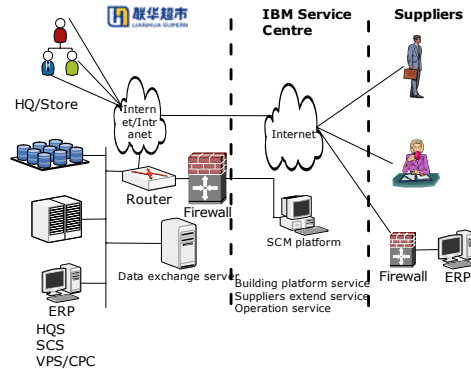 联华超市
LIANHUA SUPERM
IBM Service
Centre
Suppliers
HQ/Store
Intern
et/Intr
anet
Internet
Router
Firewall
SCM platform
Data exchange server
Firewall
ERP
Building platform service
Suppliers extend service
Operation service
ERP
HQS
SCS
VPS/CPC